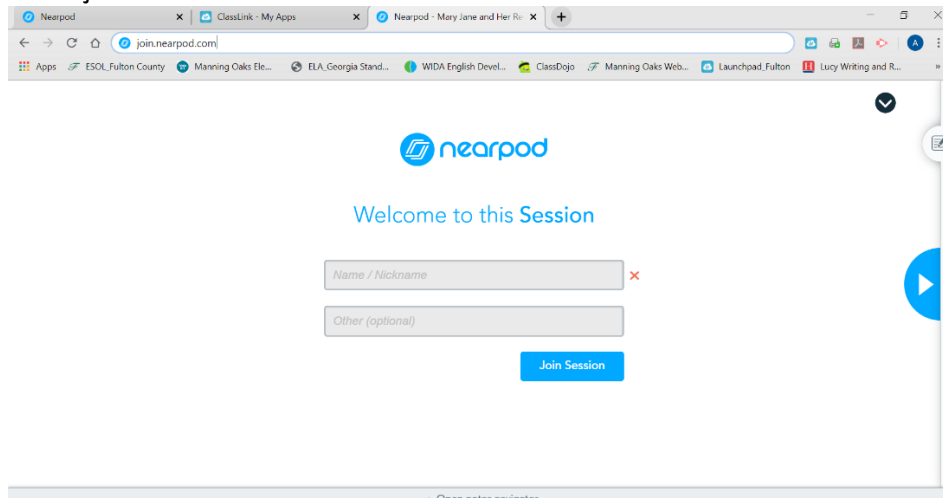 Nearpod
ClassLink - My Apps
Nearpod - Mary Jane and Her Re
join.nearpod.com
A
Apps
ESOL_Fulton County
Manning Oaks Ele...
ELA_Georgia Stand...
WIDA English Devel...
ClassDojo
Manning Oaks Web...
Launchpad_Fulton
Lucy Writing and R...
nearpod
Welcome to this Session
Name / Nickname
Other (optional)
Join Session